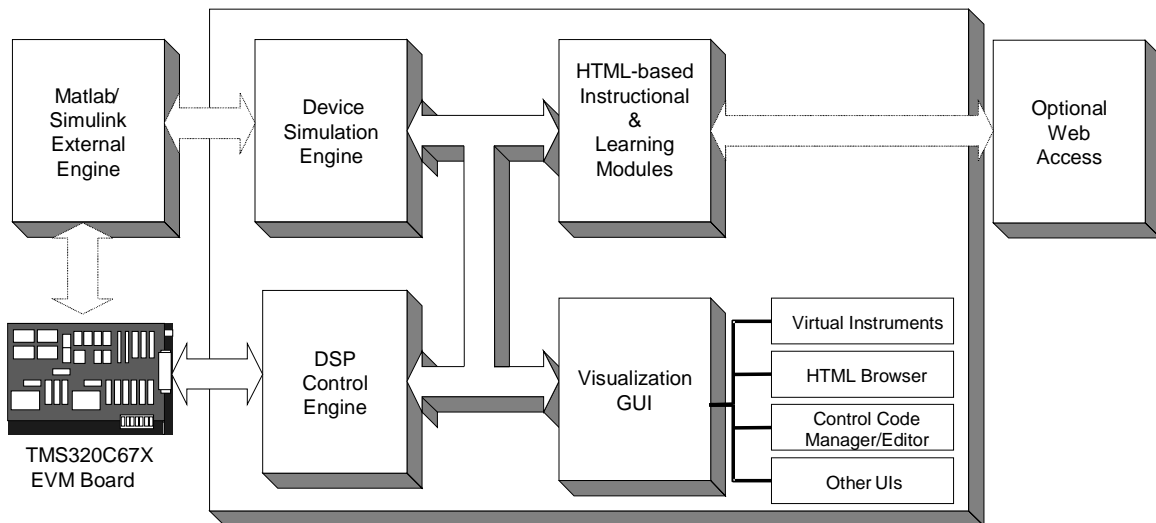 Matlab/
Simulink
External
Engine
Device
Simulation
Engine
HTML-based
Instructional
&
Learning
Modules
Optional
Web
Access
TMS320C67X
EVM Board
DSP
Control
Engine
Visualization
GUI
Virtual Instruments
HTML Browser
Control Code
Manager/Editor
Other UIs